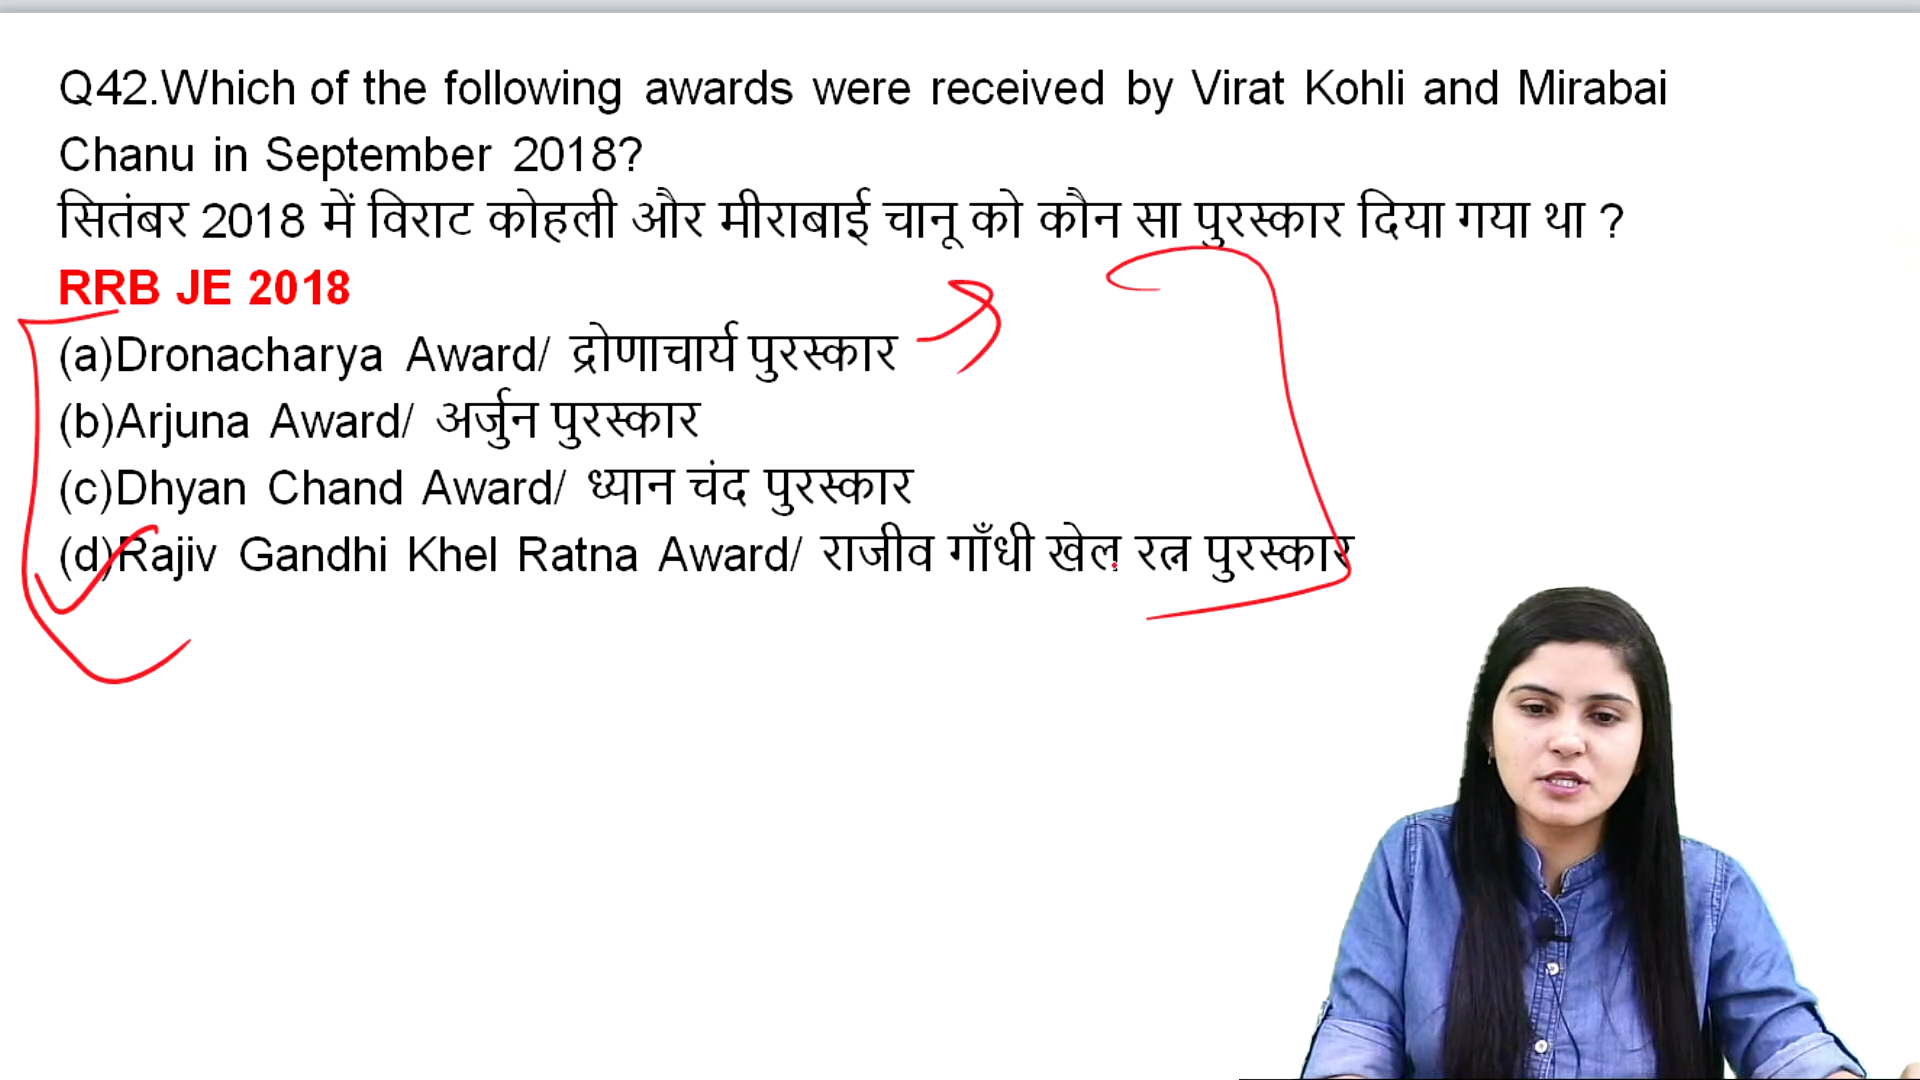 Q42.Which of the following awards were received by Virat Kohli and Mirabai
Chanu in September 2018?
सितंबर 2018 में विराट कोहली और मीराबाई चानू को कौन सा पुरस्कार दिया गया था ?
RRB JE 2018
(a)Dronacharya Award/ द्रोणाचार्य पुरस्कार
(b)Arjuna Award/ अर्जुन पुरस्कार
(c)Dhyan Chand Award/ ध्यान चंद पुरस्कार
(d)Rajiv Gandhi Khel Ratna Award/ राजीव गाँधी खेल रत्न पुरस्कार